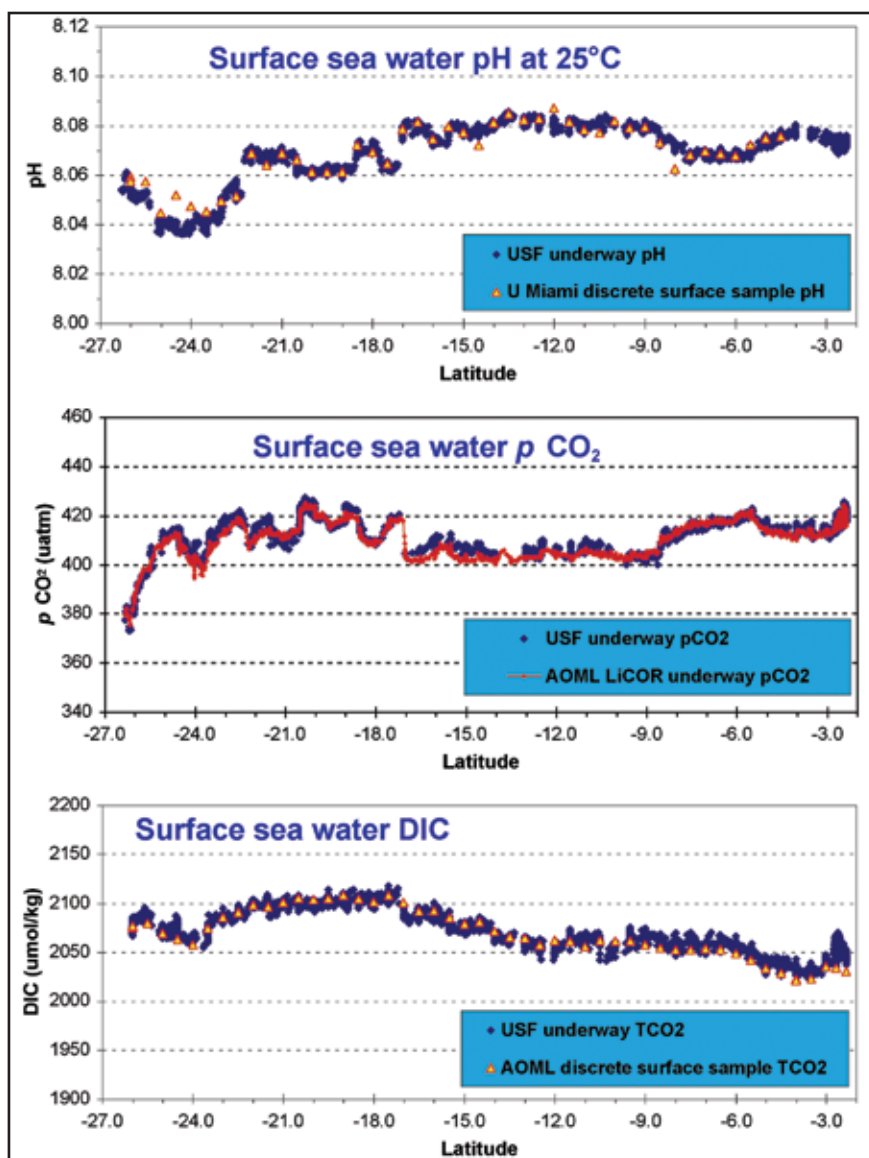 Surface sea water pH at 25°C
8.12
8.10
8.08
8.06
8.04
8.02
8.00
pH
USF underway pH
U Miami discrete surface sample pH
-27.0 -24.0 -21.0 -18.0 -15.0 -12.0 -9.0 -6.0 -3.0
Latitude
Surface sea water p CO₂
460
440
420
400
380
360
340
p CO² (uatm)
USF underway pCO2
AOML LiCOR underway pCO2
-27.0 -24.0 -21.0 -18.0 -15.0 -12.0 -9.0 -6.0 -3.0
Latitude
Surface sea water DIC
2200
2150
2100
2050
2000
1950
1900
DIC (umol/kg)
USF underway TCO2
AOML discrete surface sample TCO2
-27.0 -24.0 -21.0 -18.0 -15.0 -12.0 -9.0 -6.0 -3.0
Latitude